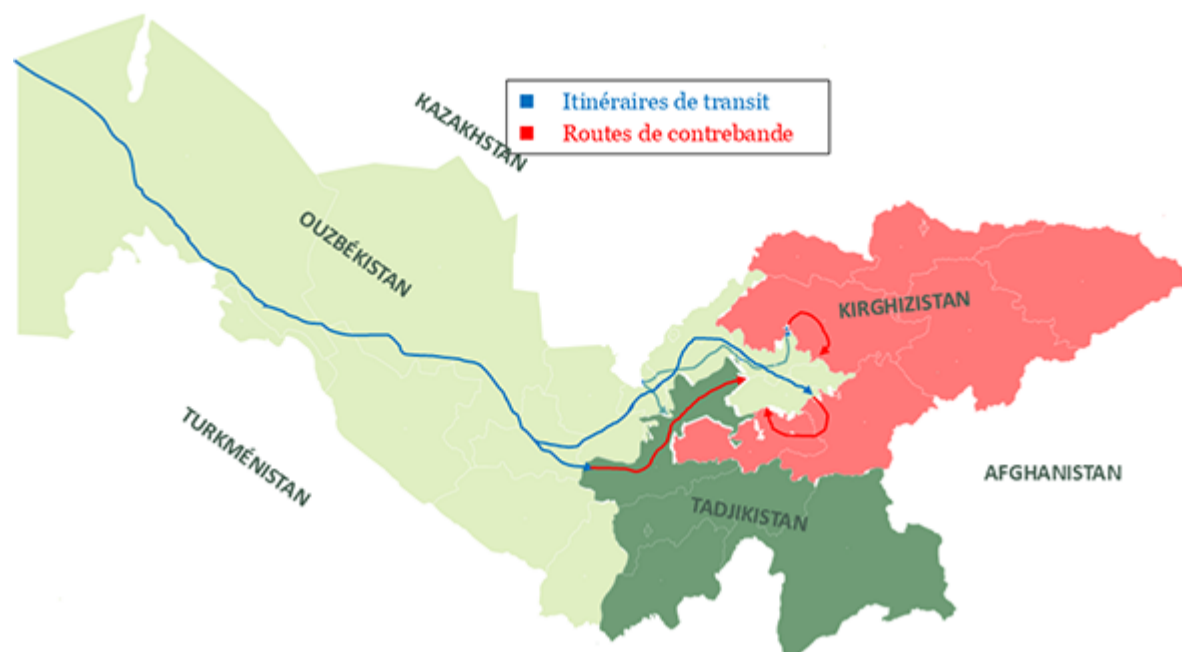 Itinéraires de transit
Routes de contrebande
KAZAKHSTAN
OUZBÉKISTAN
KIRGHIZISTAN
TURKMÉNISTAN
AFGHANISTAN
TADJIKISTAN